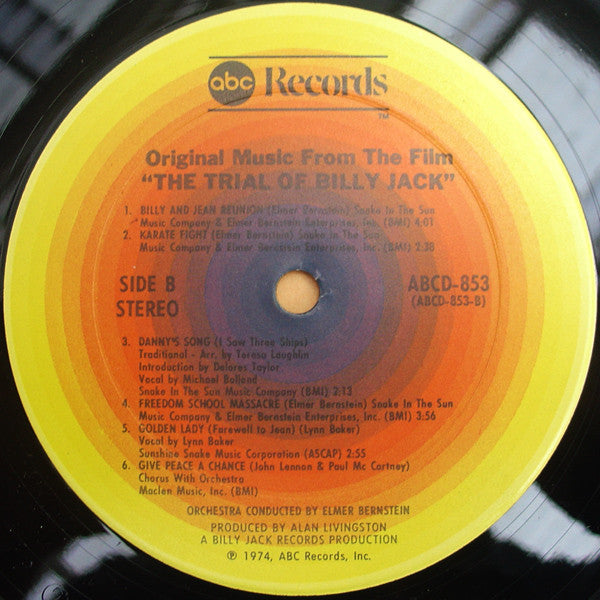 abc Records
TM
Original Music From The Film
"THE TRIAL OF BILLY JACK"
1. BILLY AND JEAN REUNION (Elmer Bernstein) Snake In The Sun
Music Company & Elmer Bernstein Enterprises, Inc. (BMI) 4:01
2. KARATE FIGHT (Elmer Bernstein) Snake In The Sun
Music Company & Elmer Bernstein Enterprises, Inc. (BMI) 2:38
SIDE B
STEREO
ABCD-853
(ABCD-853-B)
3. DANNY'S SONG (I Saw Three Ships)
Traditional - Arr. by Teresa Laughlin
Introduction by Delores Taylor
Vocal by Michael Bolland
Snake In The Sun Music Company (BMI) 2:13
4. FREEDOM SCHOOL MASSACRE (Elmer Bernstein) Snake In The Sun
Music Company & Elmer Bernstein Enterprises, Inc. (BMI) 3:56
5. GOLDEN LADY (Farewell to Jean) (Lynn Baker)
Vocal by Lynn Baker
Sunshine Snake Music Corporation (ASCAP) 2:55
6. GIVE PEACE A CHANCE (John Lennon & Paul Mc Cartney)
Chorus With Orchestra
Maclen Music, Inc. (BMI)
ORCHESTRA CONDUCTED BY ELMER BERNSTEIN
PRODUCED BY ALAN LIVINGSTON
A BILLY JACK RECORDS PRODUCTION
℗ 1974, ABC Records, Inc.